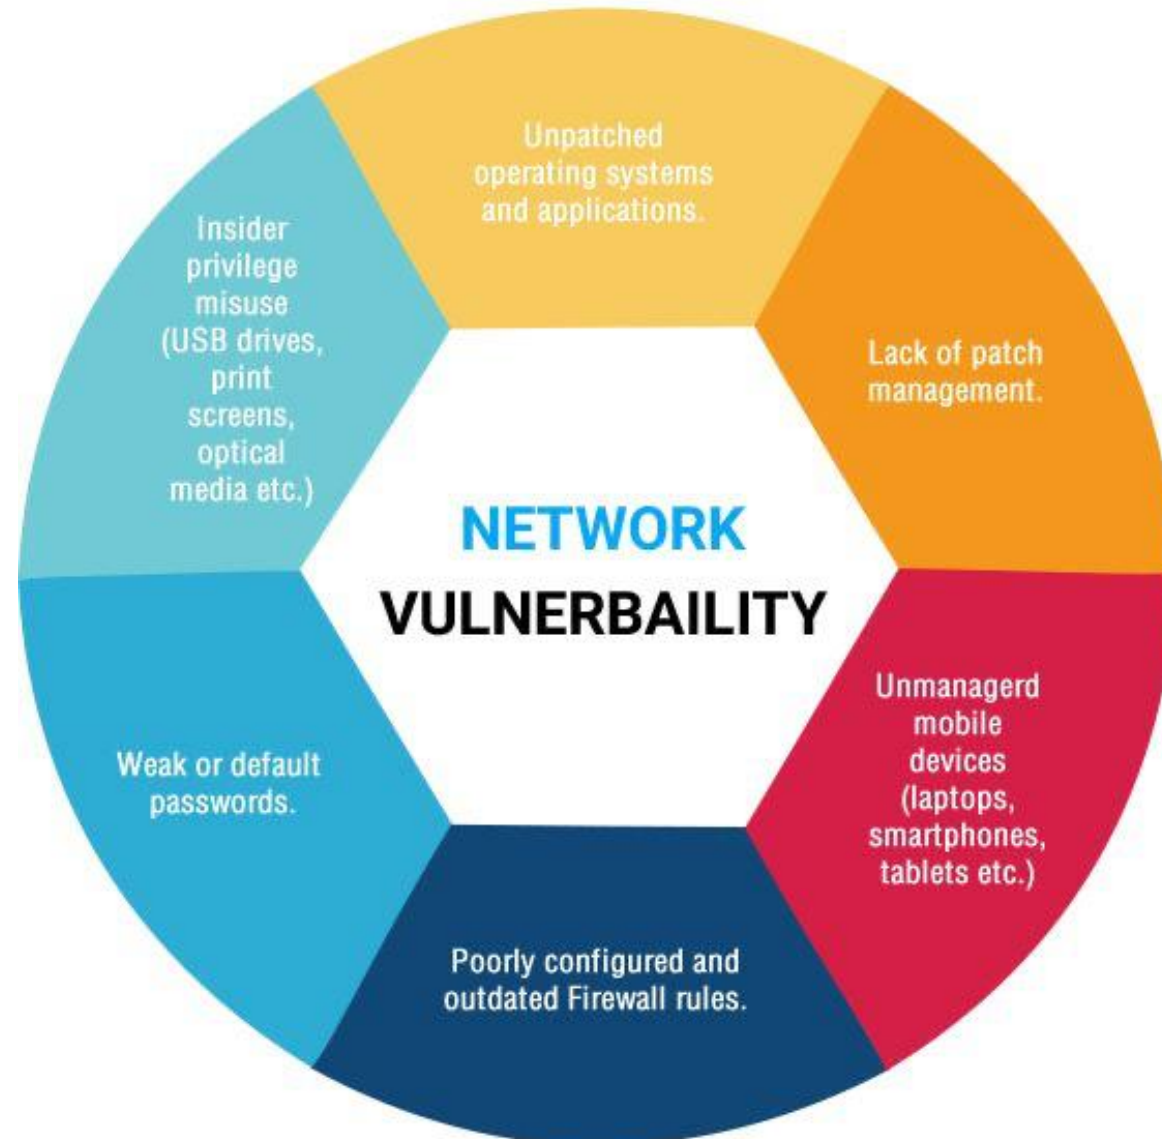 Unpatched
operating systems
and applications.
Lack of patch
management.
Unmanagerd
mobile
devices
(laptops,
smartphones,
tablets etc.)
Poorly configured and
outdated Firewall rules.
Weak or default
passwords.
Insider
privilege
misuse
(USB drives,
print
screens,
optical
media etc.)
NETWORK
VULNERBAILITY